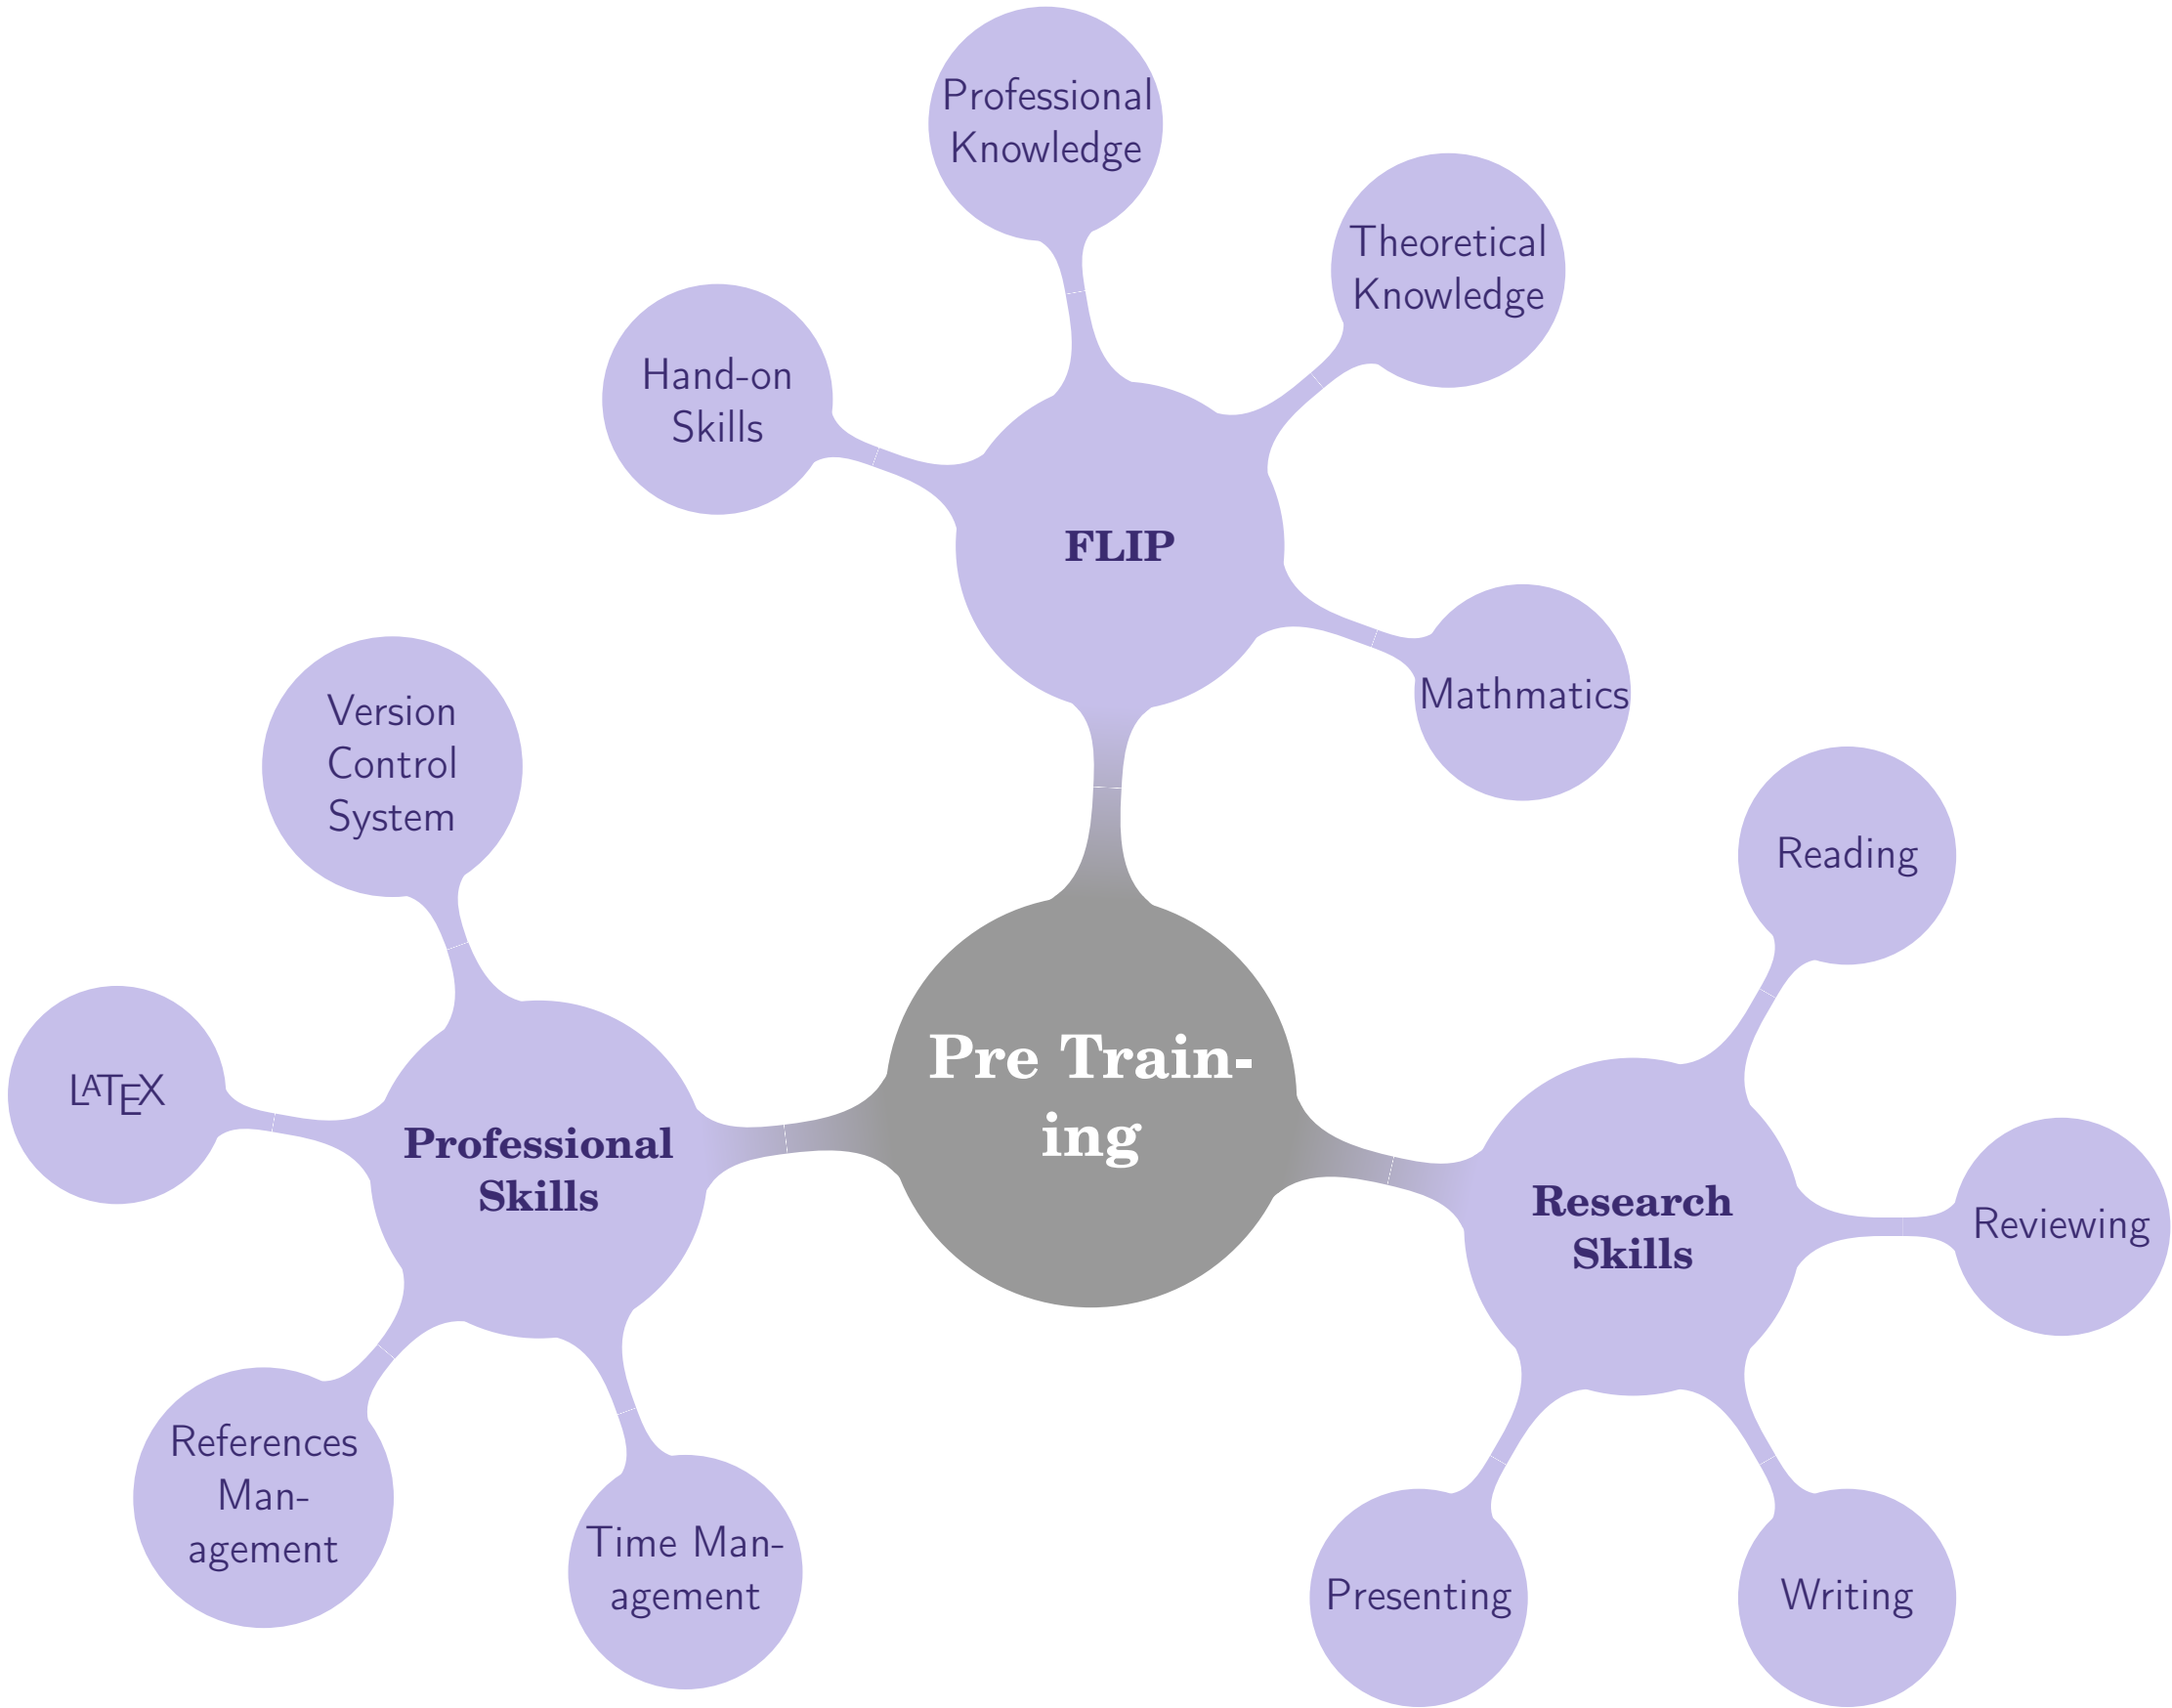 Professional
Knowledge
Theoretical
Knowledge
Hand-on
Skills
FLIP
Mathmatics
Version
Control
System
Reading
Pre Train-
ing
LATEX
Professional
Skills
Research
Skills
Reviewing
References
Man-
agement
Time Man-
agement
Presenting
Writing